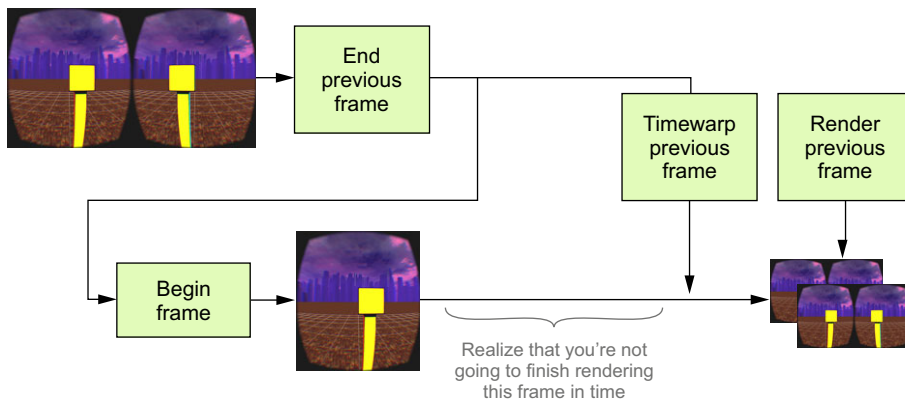 End
previous
frame
Timewarp
previous
frame
Render
previous
frame
Begin
frame
Realize that you’re not
going to finish rendering
this frame in time